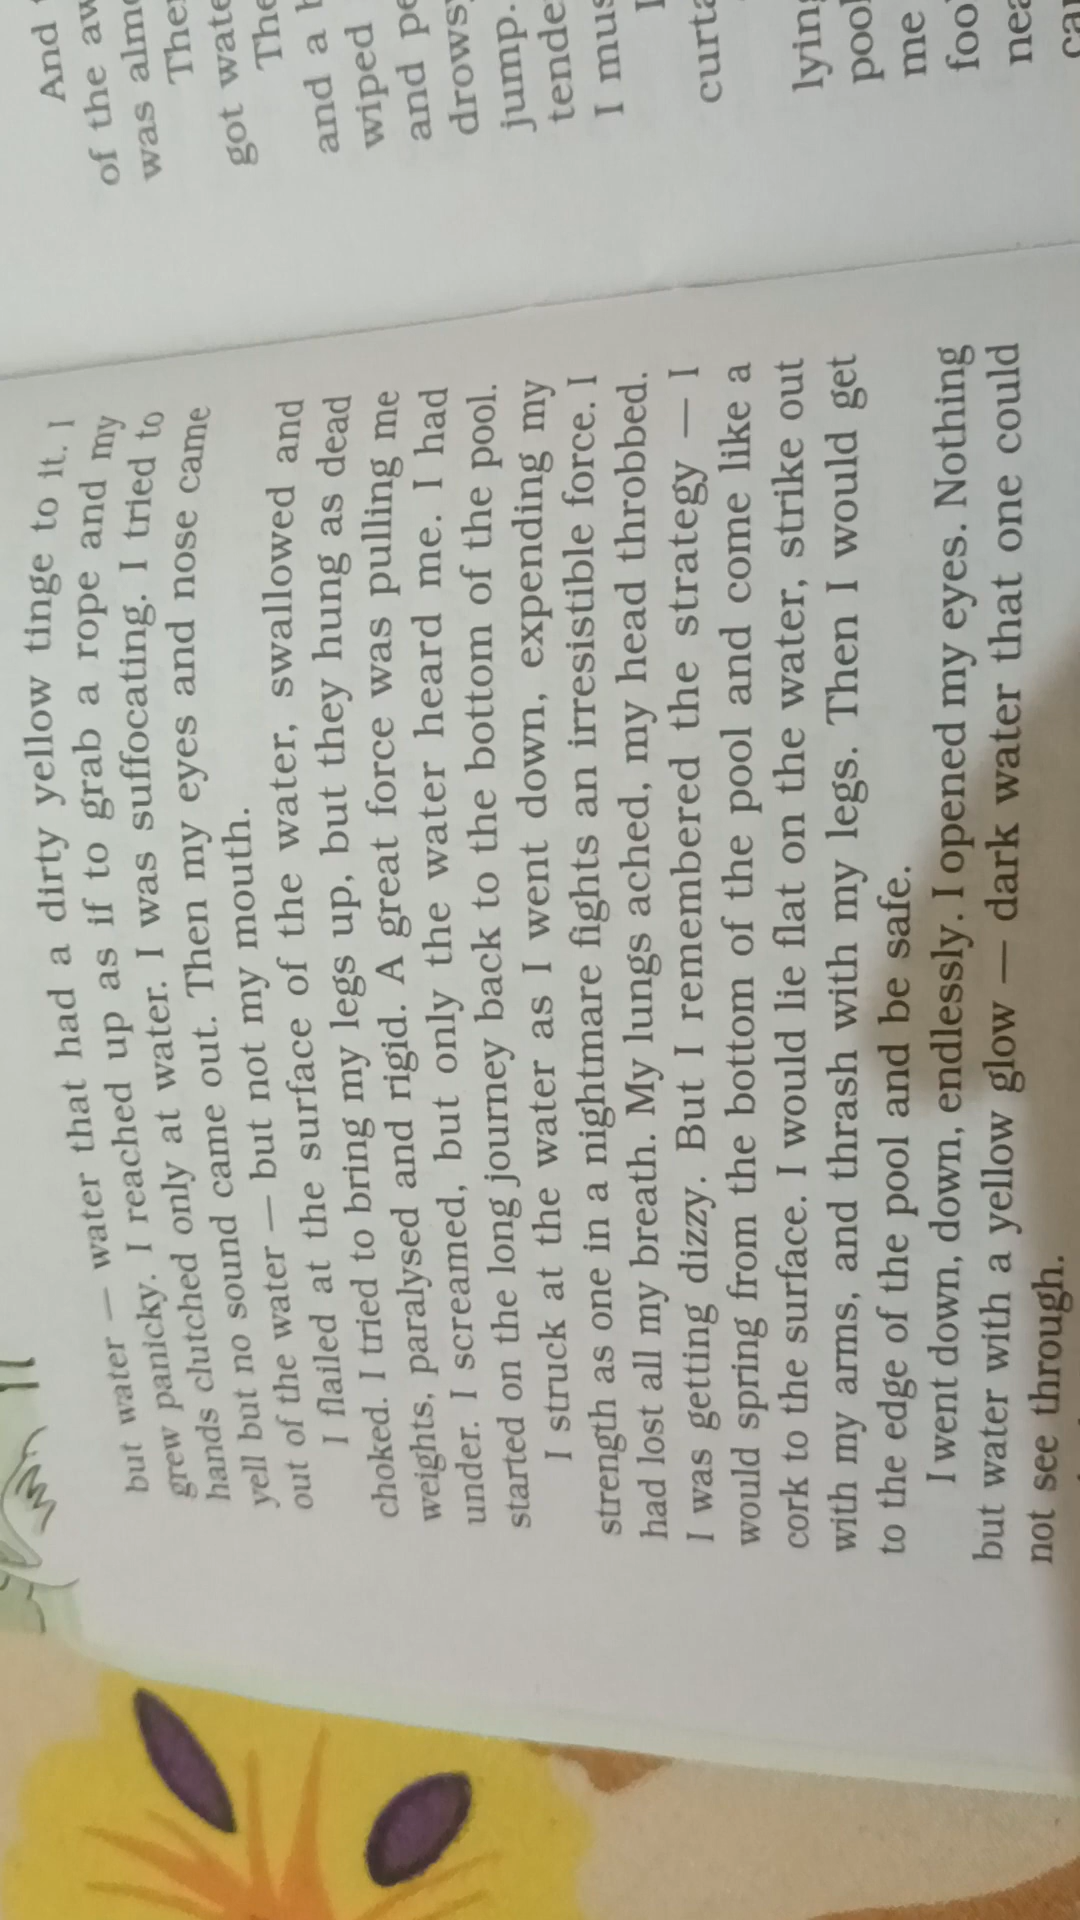 but water — water that had a dirty yellow tinge to it. I
grew panicky. I reached up as if to grab a rope and my
hands clutched only at water. I was suffocating. I tried to
yell but no sound came out. Then my eyes and nose came
out of the water — but not my mouth.
I flailed at the surface of the water, swallowed and
choked. I tried to bring my legs up, but they hung as dead
weights, paralysed and rigid. A great force was pulling me
under. I screamed, but only the water heard me. I had
started on the long journey back to the bottom of the pool.
I struck at the water as I went down, expending my
strength as one in a nightmare fights an irresistible force. I
had lost all my breath. My lungs ached, my head throbbed.
I was getting dizzy. But I remembered the strategy — I
would spring from the bottom of the pool and come like a
cork to the surface. I would lie flat on the water, strike out
with my arms, and thrash with my legs. Then I would get
to the edge of the pool and be safe.
I went down, down, endlessly. I opened my eyes. Nothing
but water with a yellow glow — dark water that one could
not see through.
And
of the aw
was almo
Ther
got wate
The
and a
wiped
and pe
drows
jump.
tende
I mus
curta
lying
pool
me
foo
nea
ca